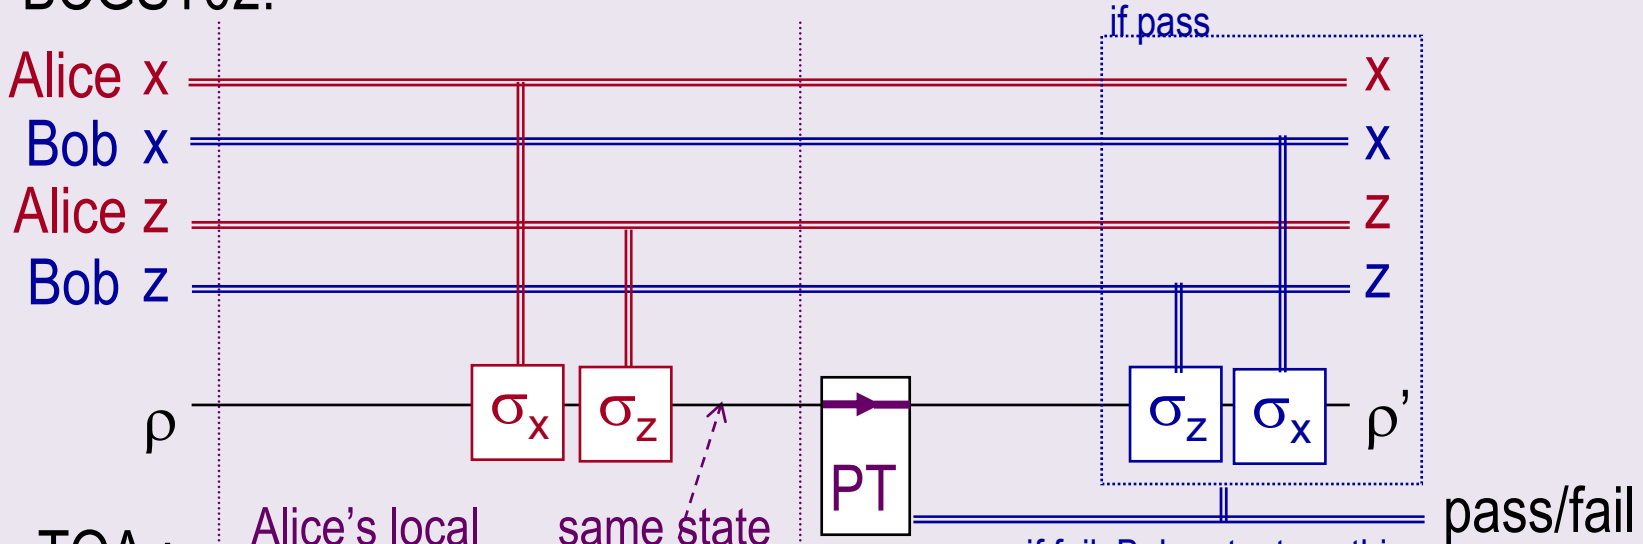 if pass
Alice x x
Bob x x
Alice z z
Bob z z
ρ σx σz σz σx ρ’
PT
pass/fail
Alice’s local same state